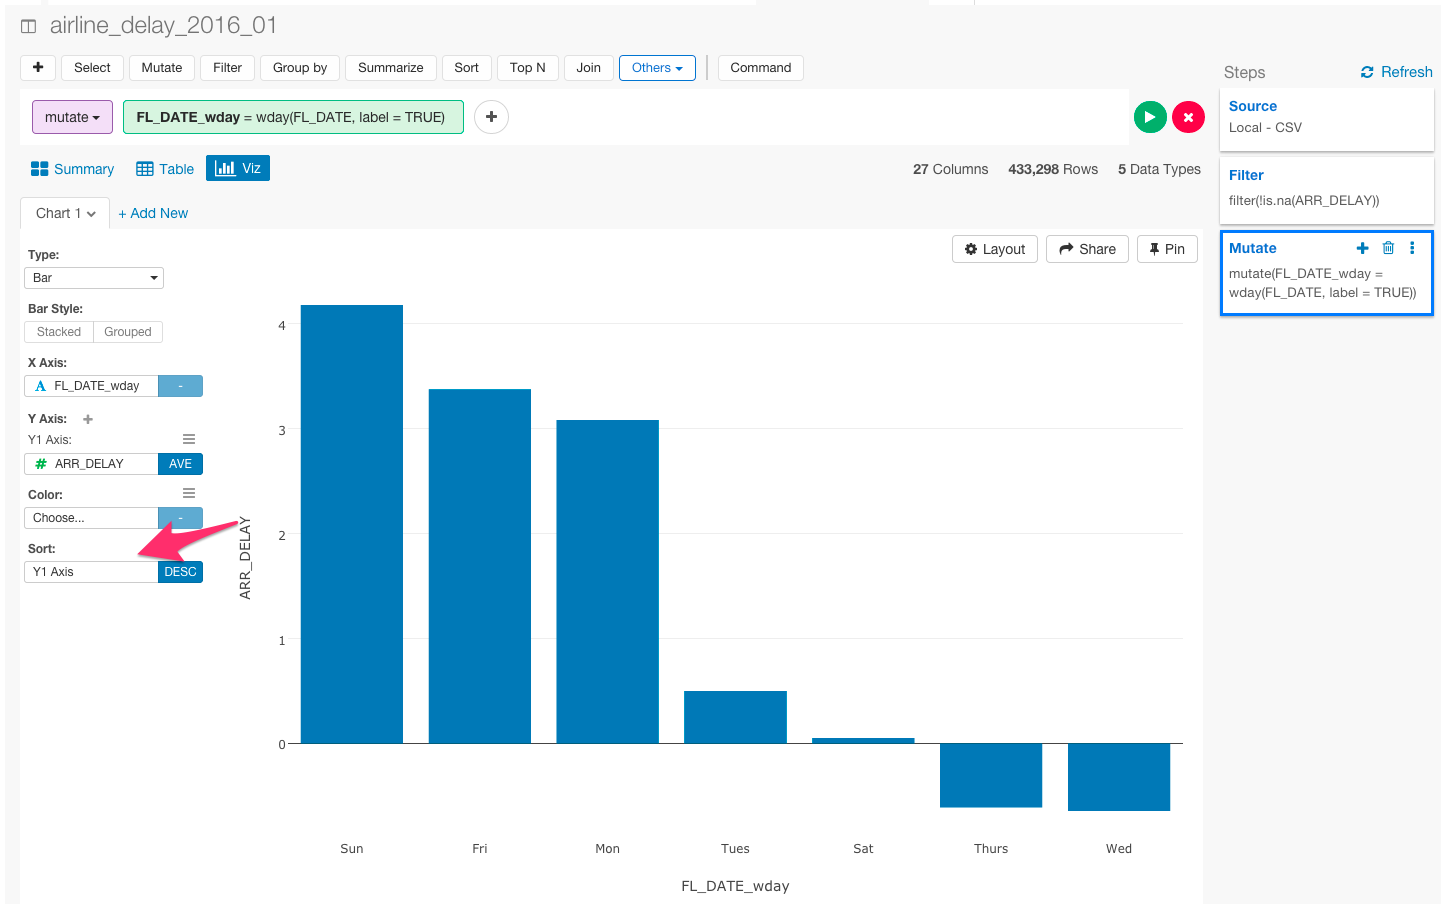 airline_delay_2016_01
Select Mutate Filter Group by Summarize Sort Top N Join Others Command
Steps Refresh
mutate FL_DATE_wday = wday(FL_DATE, label = TRUE)
Source
Local - CSV
Summary Table Viz
27 Columns 433,298 Rows 5 Data Types
Filter
filter(!is.na(ARR_DELAY))
Chart 1 + Add New
Mutate
mutate(FL_DATE_wday =
wday(FL_DATE, label = TRUE))
Layout Share Pin
Type:
Bar
Bar Style:
Stacked Grouped
X Axis:
A FL_DATE_wday -
Y Axis:
Y1 Axis:
# ARR_DELAY AVE
Color:
Choose... -
Sort:
Y1 Axis DESC
ARR_DELAY
4
3
2
1
0
Sun Fri Mon Tues Sat Thurs Wed
FL_DATE_wday